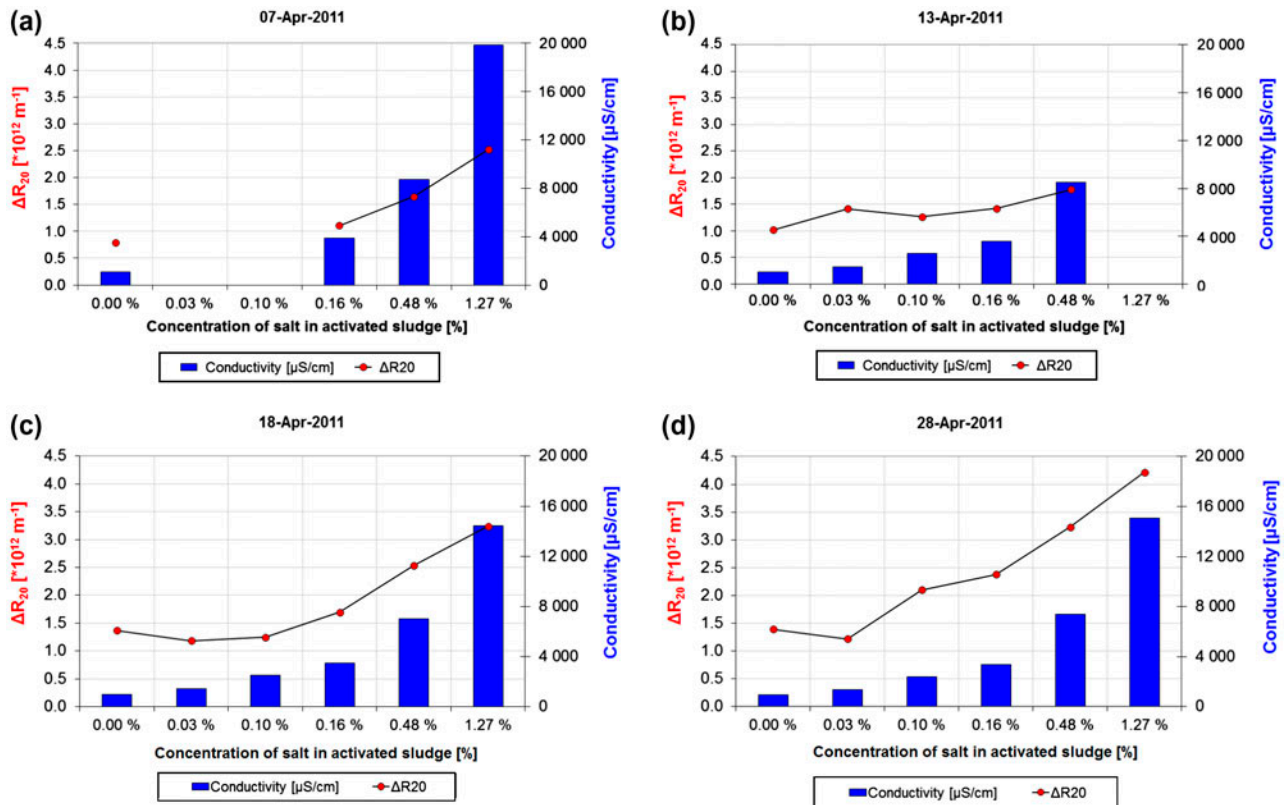 (a)
07-Apr-2011
4.5
4.0
3.5
3.0
2.5
2.0
1.5
1.0
0.5
0.0
ΔR20 [*10^12 m^-1]
20 000
16 000
12 000
8 000
4 000
0
Conductivity [µS/cm]
0.00 % 0.03 % 0.10 % 0.16 % 0.48 % 1.27 %
Concentration of salt in activated sludge [%]
Conductivity [µS/cm] ΔR20
(b)
13-Apr-2011
4.5
4.0
3.5
3.0
2.5
2.0
1.5
1.0
0.5
0.0
ΔR20 [*10^12 m^-1]
20 000
16 000
12 000
8 000
4 000
0
Conductivity [µS/cm]
0.00 % 0.03 % 0.10 % 0.16 % 0.48 % 1.27 %
Concentration of salt in activated sludge [%]
Conductivity [µS/cm] ΔR20
(c)
18-Apr-2011
4.5
4.0
3.5
3.0
2.5
2.0
1.5
1.0
0.5
0.0
ΔR20 [*10^12 m^-1]
20 000
16 000
12 000
8 000
4 000
0
Conductivity [µS/cm]
0.00 % 0.03 % 0.10 % 0.16 % 0.48 % 1.27 %
Concentration of salt in activated sludge [%]
Conductivity [µS/cm] ΔR20
(d)
28-Apr-2011
4.5
4.0
3.5
3.0
2.5
2.0
1.5
1.0
0.5
0.0
ΔR20 [*10^12 m^-1]
20 000
16 000
12 000
8 000
4 000
0
Conductivity [µS/cm]
0.00 % 0.03 % 0.10 % 0.16 % 0.48 % 1.27 %
Concentration of salt in activated sludge [%]
Conductivity [µS/cm] ΔR20